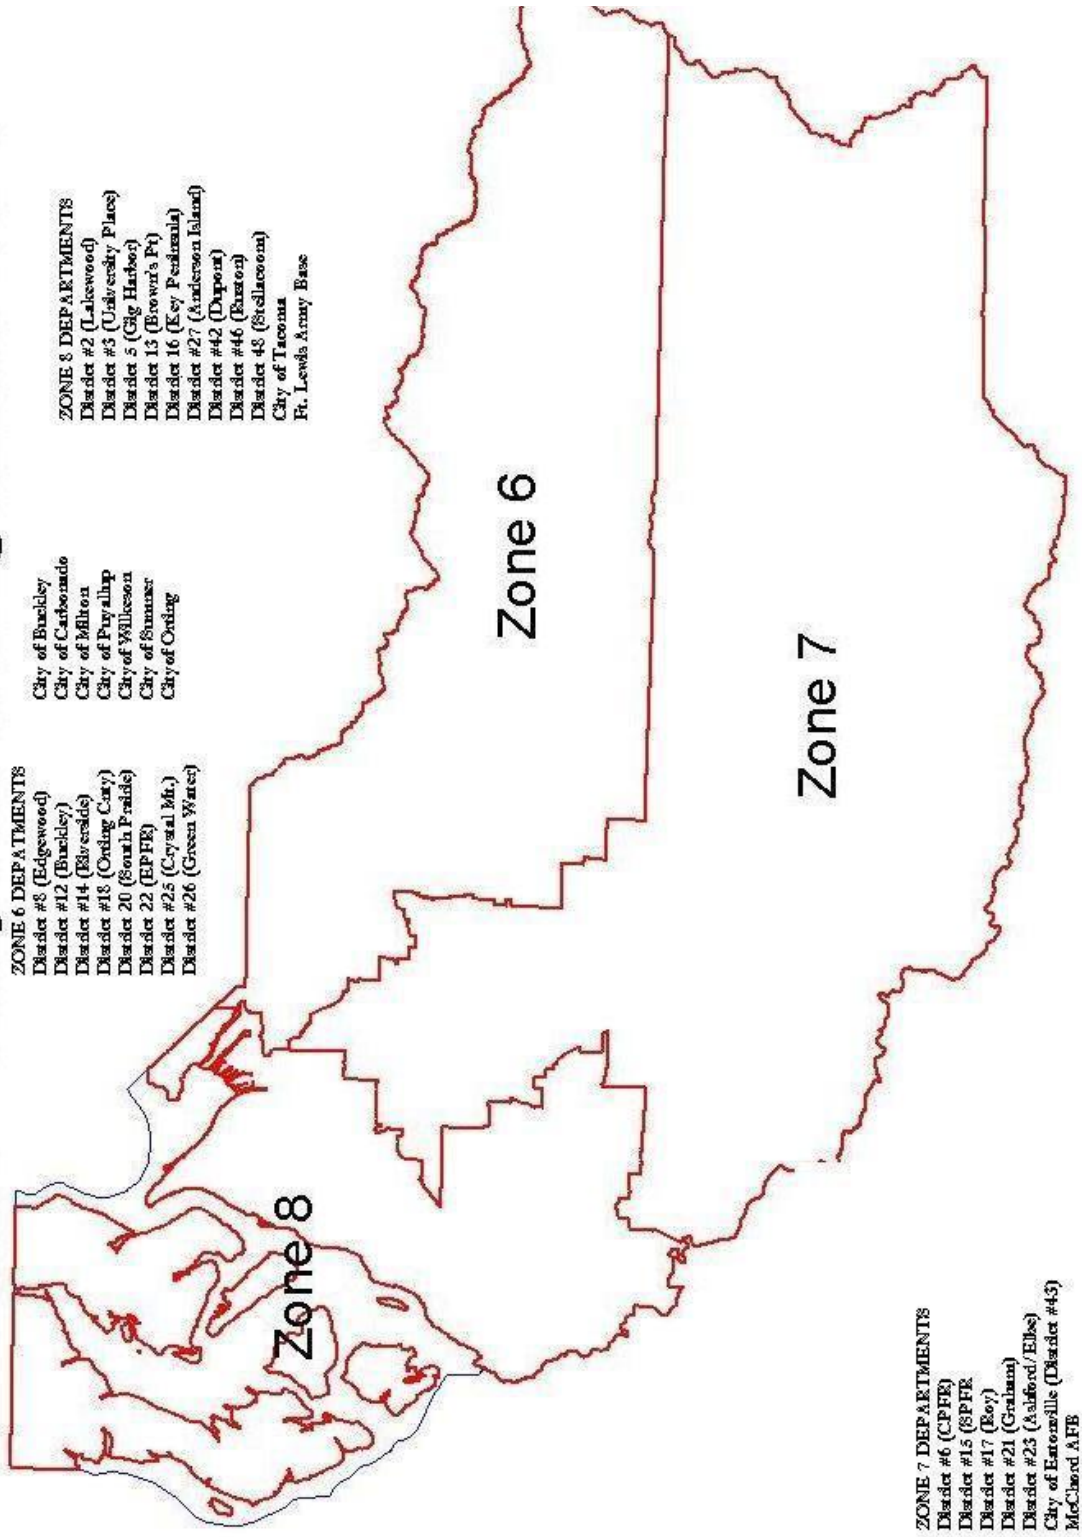 ZONE 6 DEPATMENTS
District #8 (Edgewood)
District #12 (Buckley)
District #14 (Riverside)
District #18 (Orting Cnty)
District 20 (South Prairie)
District 22 (EPFR)
District #25 (Crystal Mt.)
District #26 (Green Water)
City of Buckley
City of Carbonado
City of Milton
City of Puyallup
City of Wilkeson
City of Sumner
City of Orting
ZONE 8 DEPARTMENTS
District #2 (Lakewood)
District #3 (University Place)
District 5 (Gig Harbor)
District 13 (Brown's Pt)
District 16 (Key Peninsula)
District #27 (Anderson Island)
District #42 (Dupont)
District #46 (Ruston)
District 48 (Steilacoom)
City of Tacoma
Ft. Lewis Army Base
Zone 8
Zone 6
Zone 7
ZONE 7 DEPARTMENTS
District #6 (CPFR)
District #15 (SPFR
District #17 (Roy)
District #21 (Graham)
District #23 (Ashford/Elbe)
City of Eatonville (District #43)
McChord AFB